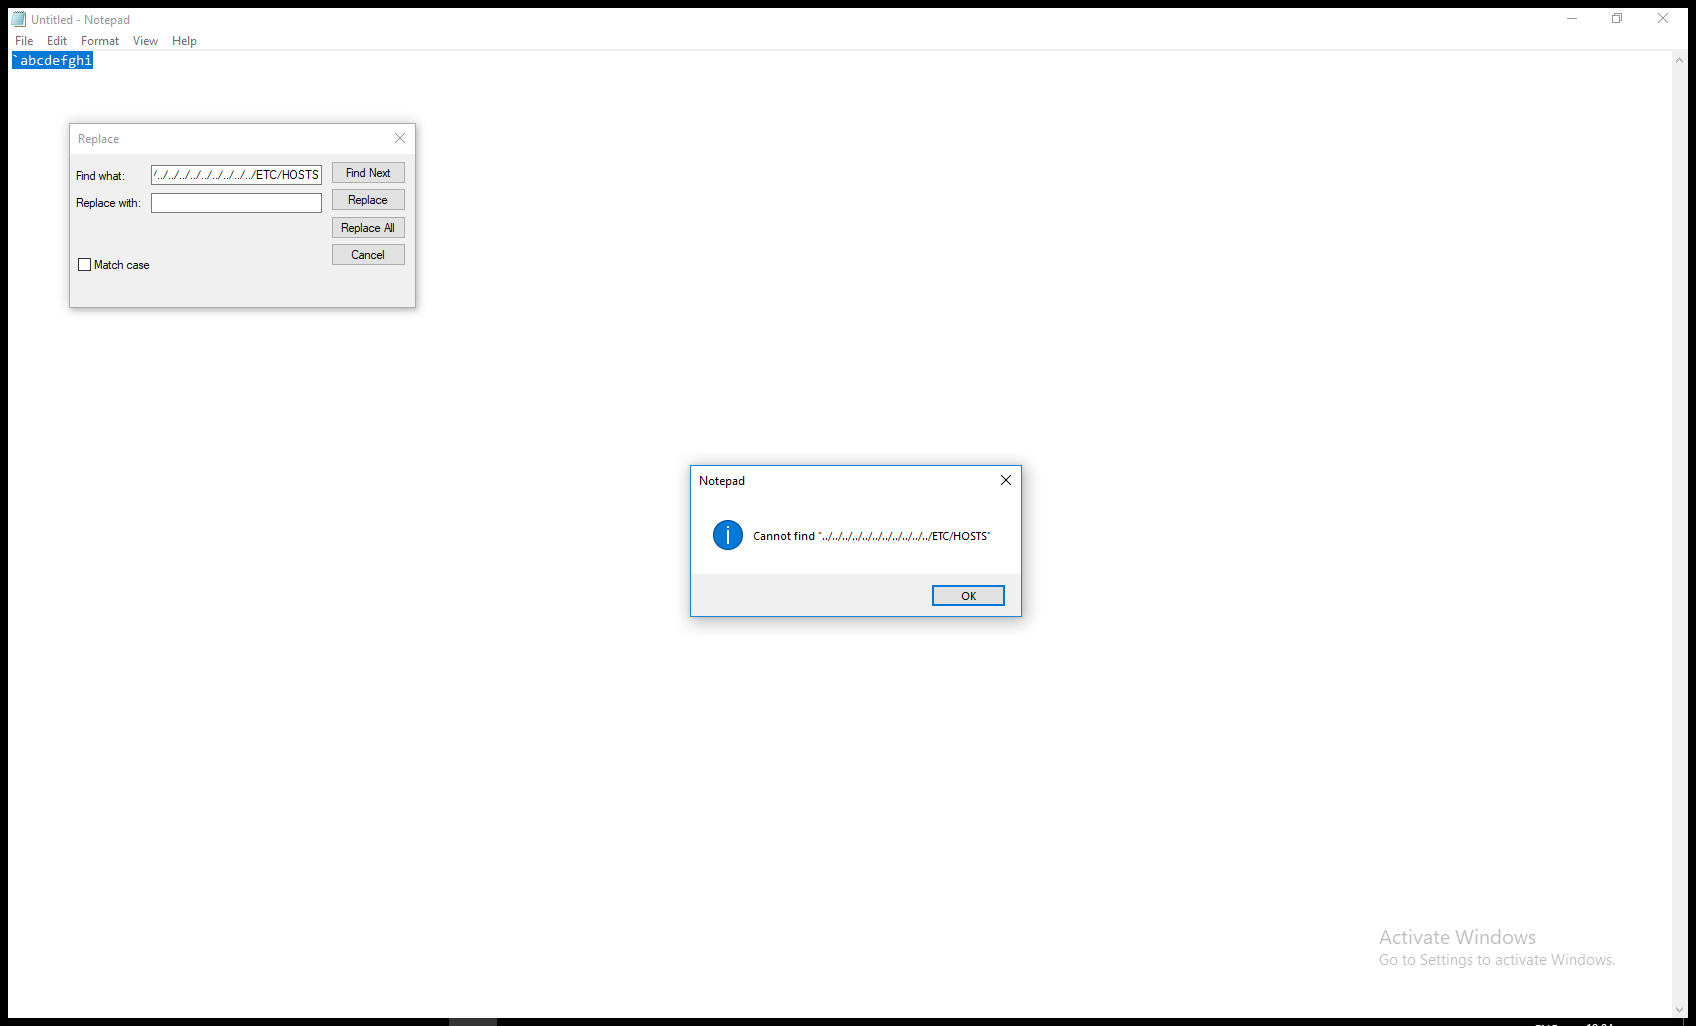 Untitled - Notepad
File Edit Format View Help
`abcdefghi
Replace
Find what: /../../../../../../../../../../ETC/HOSTS Find Next
Replace with: Replace
Replace All
Cancel
Match case
Notepad
Cannot find "../../../../../../../../../../../ETC/HOSTS"
OK
Activate Windows
Go to Settings to activate Windows.